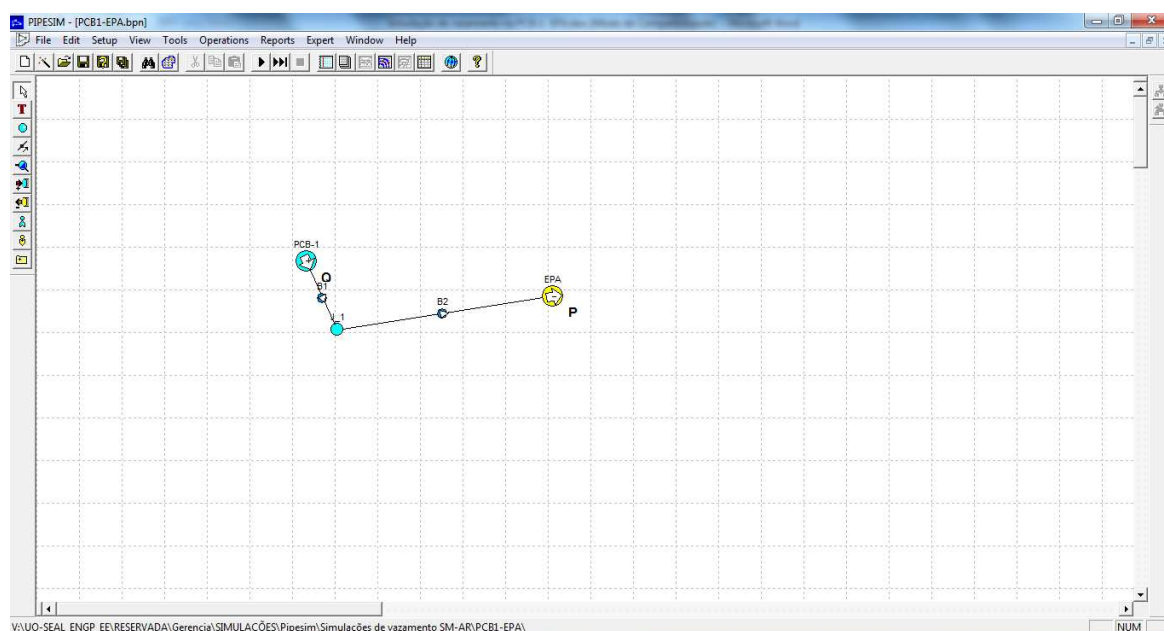 PIPESIM - [PCB1-EPA.bpn]
File Edit Setup View Tools Operations Reports Expert Window Help
T
PCB-1
Q
B1
J_1
B2
EPA
P
V:\UO-SEAL_ENGP_EE\RESERVADA\Gerencia\SIMULAÇÕES\Pipesim\Simulações de vazamento SM-AR\PCB1-EPA\
NUM